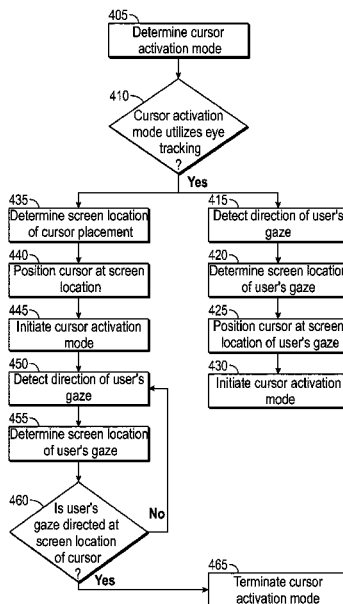 405
Determine cursor
activation mode
410
Cursor activation
mode utilizes eye
tracking
?
Yes
435
Determine screen location
of cursor placement
440
Position cursor at screen
location
445
Initiate cursor activation
mode
450
Detect direction of user's
gaze
455
Determine screen location
of user's gaze
460
Is user's
gaze directed at
screen location
of cursor
?
No
Yes
415
Detect direction of user's
gaze
420
Determine screen location
of user's gaze
425
Position cursor at screen
location of user's gaze
430
Initiate cursor activation
mode
465
Terminate cursor
activation mode